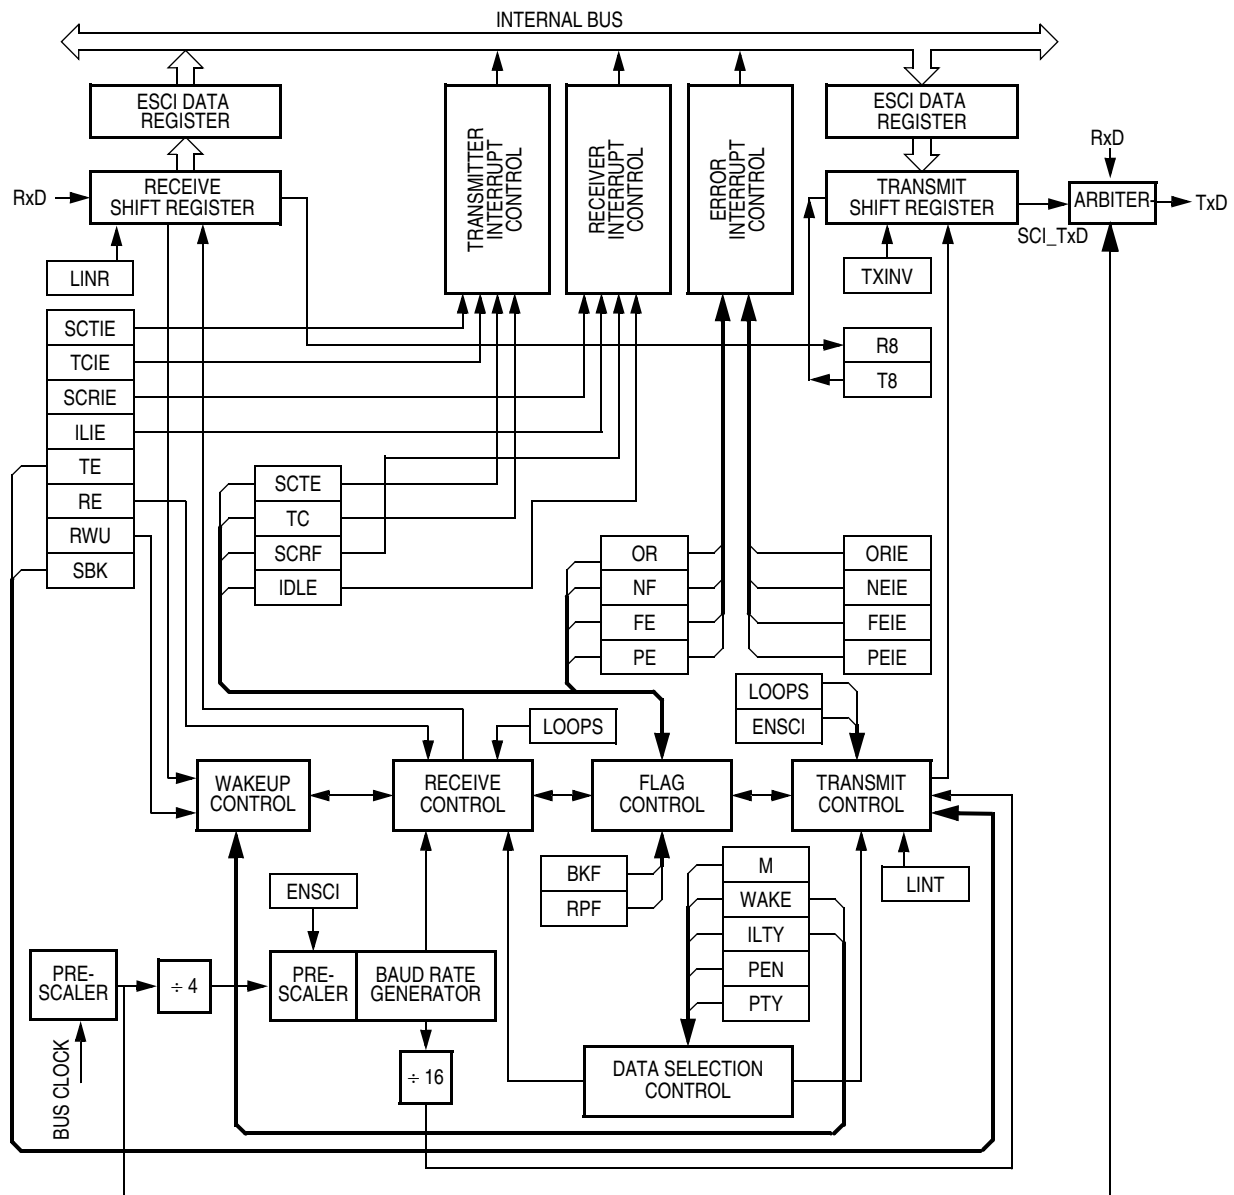 INTERNAL BUS
ESCI DATA
REGISTER
ESCI DATA
REGISTER
TRANSMITTER
INTERRUPT
CONTROL
RECEIVER
INTERRUPT
CONTROL
ERROR
INTERRUPT
CONTROL
RxD
RxD
RECEIVE
SHIFT REGISTER
TRANSMIT
SHIFT REGISTER
ARBITER
TxD
SCI_TxD
LINR
TXINV
SCTIE
TCIE
SCRIE
ILIE
TE
RE
RWU
SBK
R8
T8
SCTE
TC
SCRF
IDLE
OR
NF
FE
PE
ORIE
NEIE
FEIE
PEIE
LOOPS
LOOPS
ENSCI
WAKEUP
CONTROL
RECEIVE
CONTROL
FLAG
CONTROL
TRANSMIT
CONTROL
BKF
RPF
M
WAKE
ILTY
PEN
PTY
LINT
ENSCI
PRE-
SCALER
÷ 4
PRE-
SCALER
BAUD RATE
GENERATOR
÷ 16
DATA SELECTION
CONTROL
BUS CLOCK